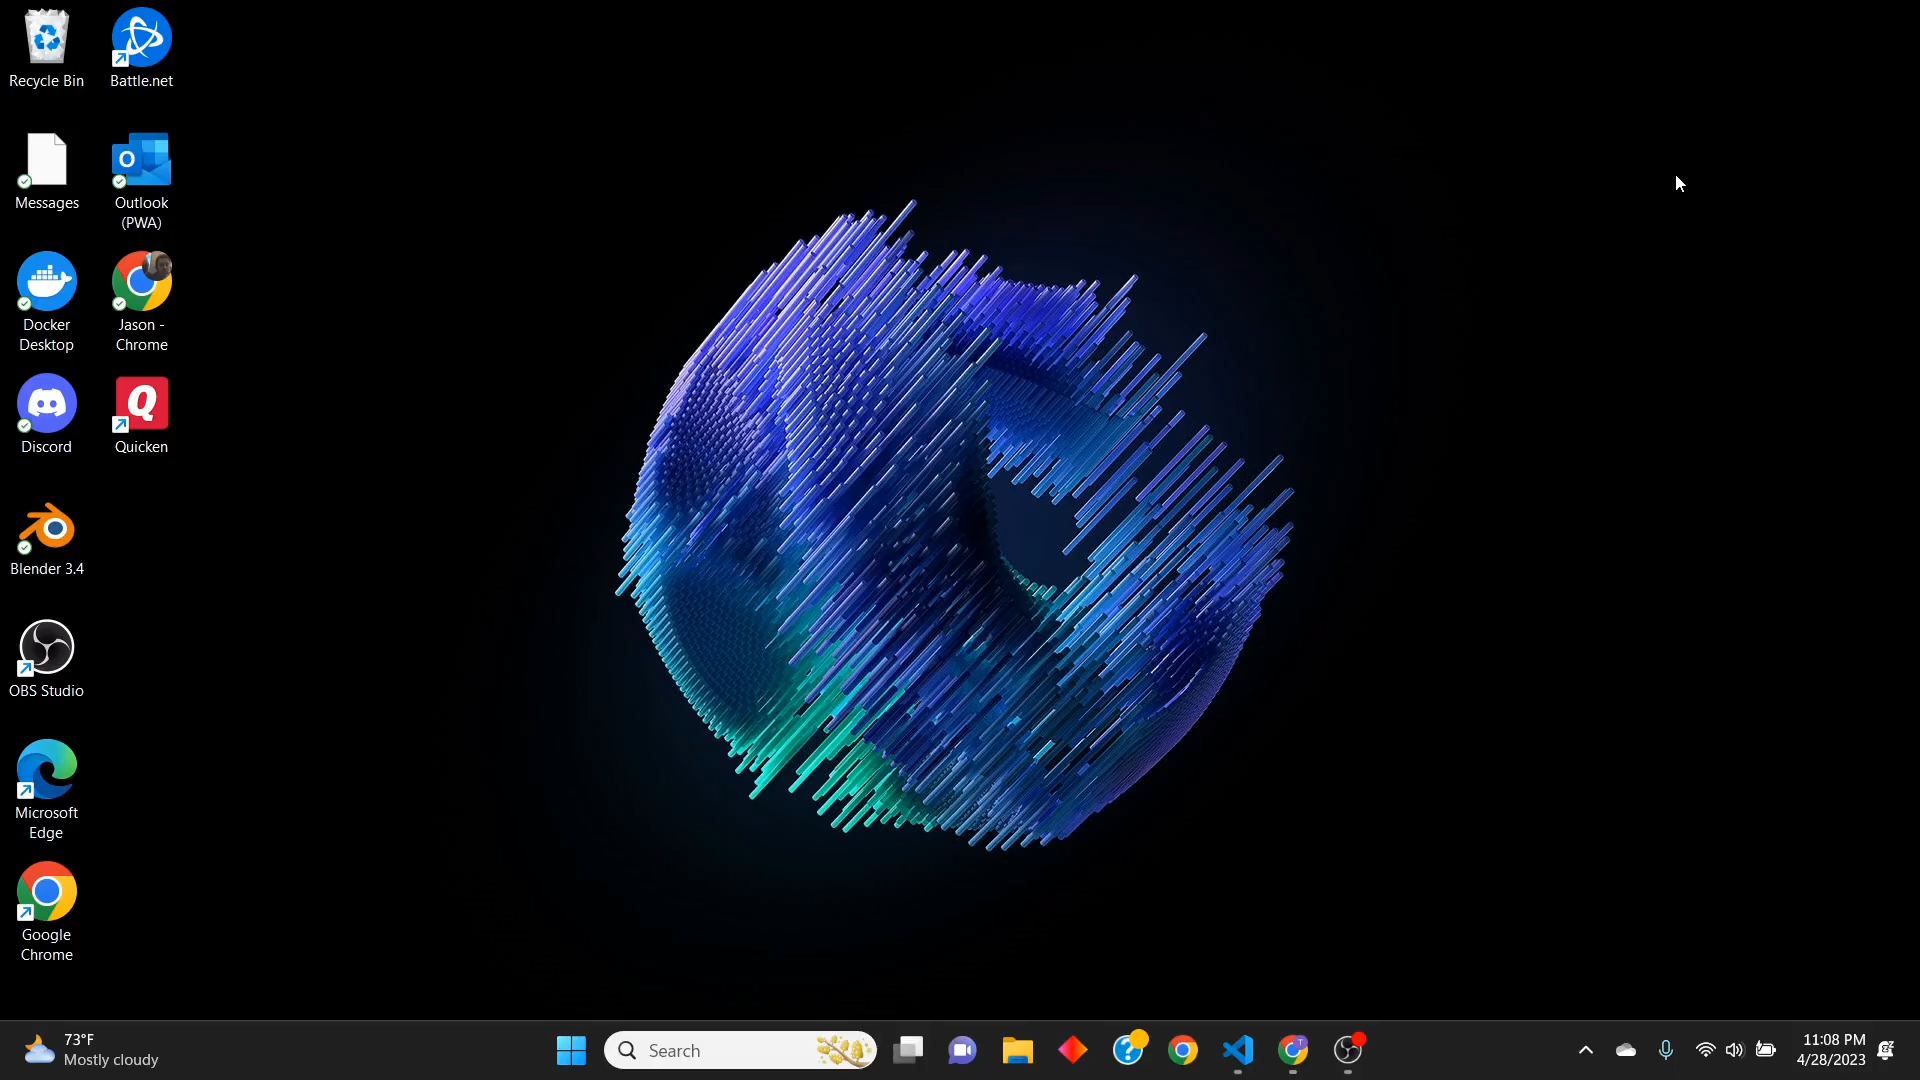 Recycle Bin
Battle.net
Messages
Outlook
(PWA)
Docker
Desktop
Jason -
Chrome
Discord
Quicken
Blender 3.4
OBS Studio
Microsoft
Edge
Google
Chrome
73°F
Mostly cloudy
Search
11:08 PM
4/28/2023